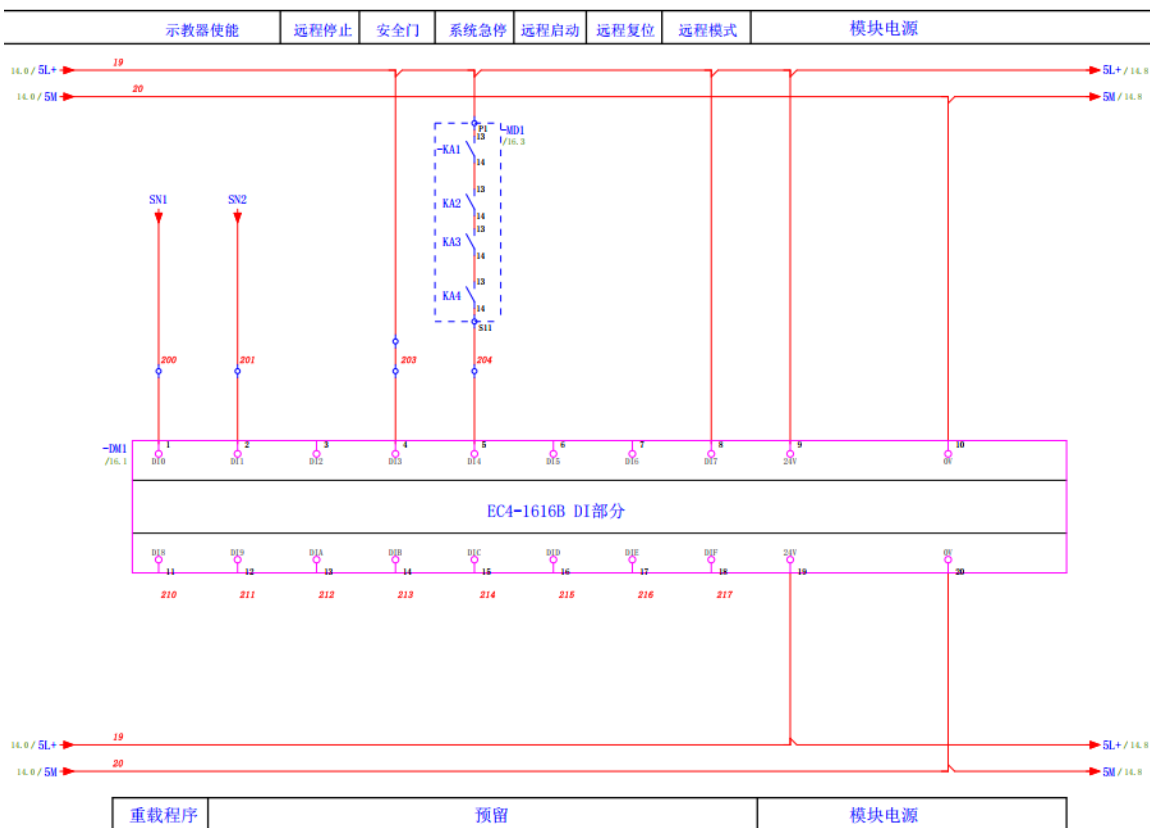 示教器使能 远程停止 安全门 系统急停 远程启动 远程复位 远程模式 模块电源
14.0/5L+ 19 5L+/14.8
14.0/5M 20 5M/14.8
P1 -MD1
13 /16.3
-KA1
14
SN1 SN2 13
KA2
14
13
KA3
14
13
KA4
14
S11
200 201 203 204
-DM1 1 2 3 4 5 6 7 8 9 10
/16.1 DI0 DI1 DI2 DI3 DI4 DI5 DI6 DI7 24V 0V
EC4-1616B DI部分
DI8 DI9 DIA DIB DIC DID DIE DIF 24V 0V
11 12 13 14 15 16 17 18 19 20
210 211 212 213 214 215 216 217
14.0/5L+ 19 5L+/14.8
14.0/5M 20 5M/14.8
重载程序 预留 模块电源